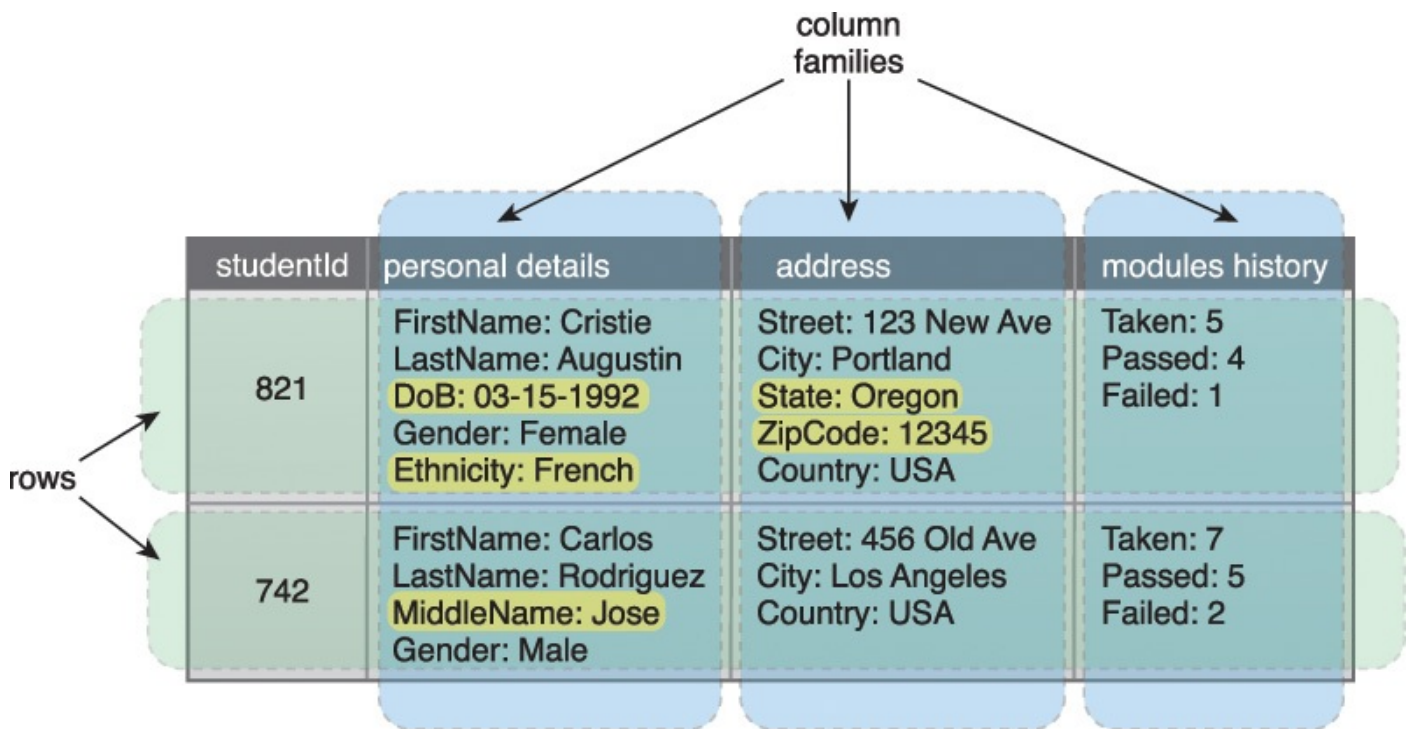 column
families
studentId
personal details
address
modules history
rows
821
FirstName: Cristie
LastName: Augustin
DoB: 03-15-1992
Gender: Female
Ethnicity: French
Street: 123 New Ave
City: Portland
State: Oregon
ZipCode: 12345
Country: USA
Taken: 5
Passed: 4
Failed: 1
742
FirstName: Carlos
LastName: Rodriguez
MiddleName: Jose
Gender: Male
Street: 456 Old Ave
City: Los Angeles
Country: USA
Taken: 7
Passed: 5
Failed: 2